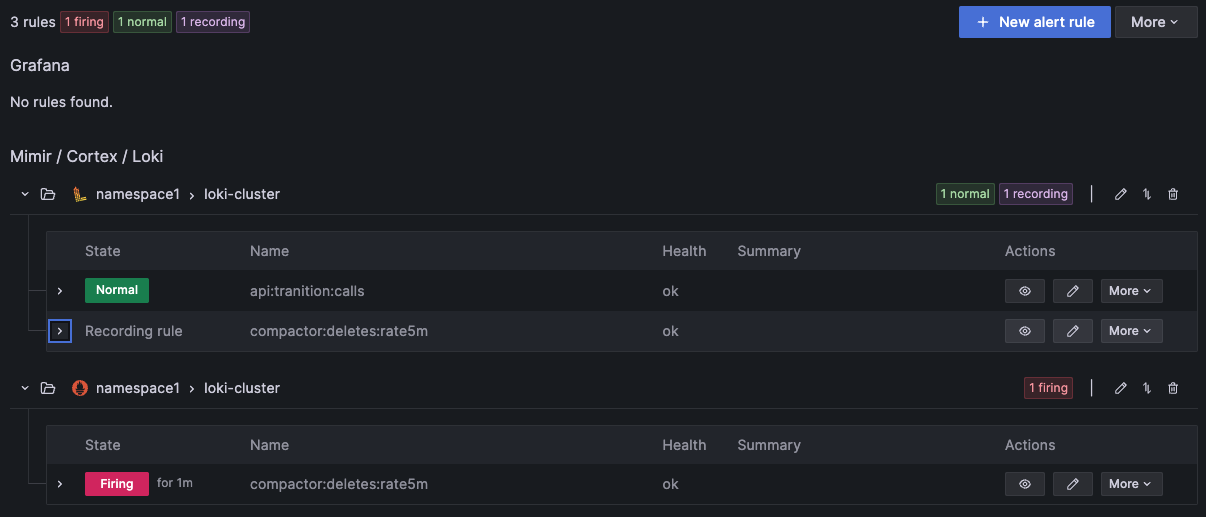 3 rules 1 firing 1 normal 1 recording + New alert rule More
Grafana
No rules found.
Mimir / Cortex / Loki
namespace1 > loki-cluster 1 normal 1 recording
State Name Health Summary Actions
Normal api:tranition:calls ok More
Recording rule compactor:deletes:rate5m ok More
namespace1 > loki-cluster 1 firing
State Name Health Summary Actions
Firing for 1m compactor:deletes:rate5m ok More